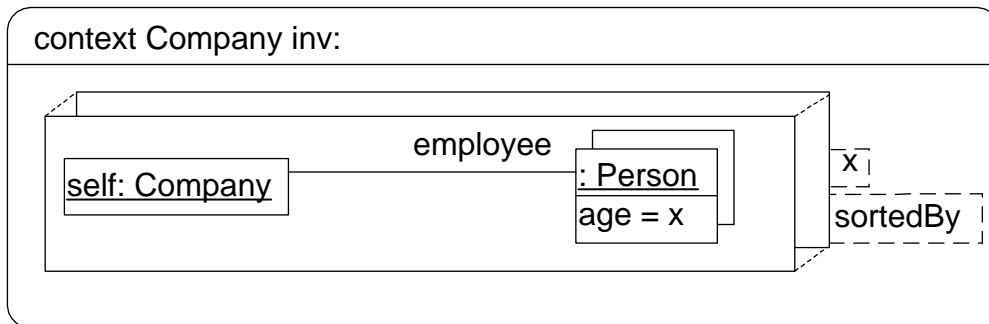 context Company inv:
employee
self: Company
: Person
age = x
x
sortedBy